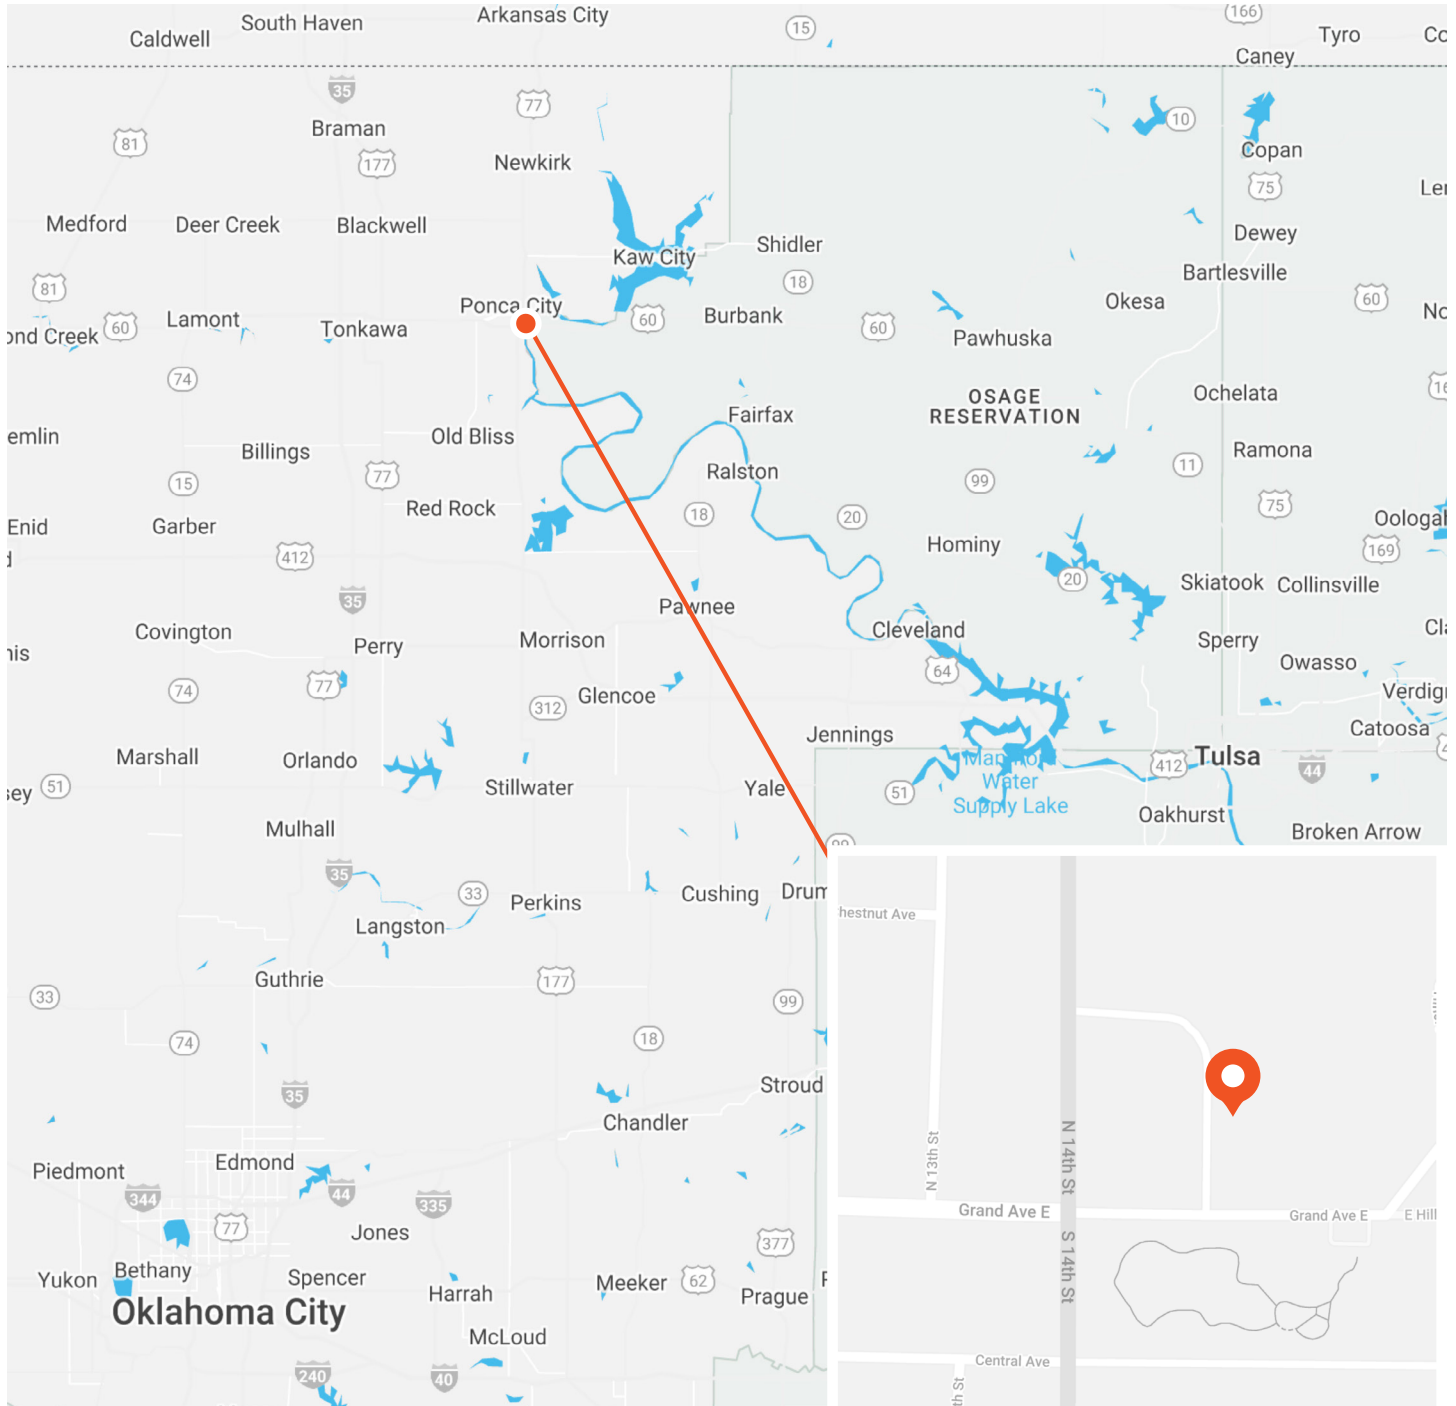 Arkansas City
166
South Haven
15
Tyro
Caldwell
Caney
35
77
Braman
10
81
Newkirk
177
Copan
75
Medford
Deer Creek
Blackwell
Dewey
Shidler
Kaw City
Bartlesville
18
81
Okesa
60
Ponca City
Burbank
60
Lamont
60
60
Tonkawa
Pawhuska
74
OSAGE
RESERVATION
Ochelata
Fairfax
Old Bliss
Billings
Ramona
77
Ralston
11
15
99
Red Rock
18
20
75
Enid
Garber
Hominy
412
169
20
Skiatook
Collinsville
35
Pawnee
Covington
Cleveland
Morrison
Sperry
Perry
Owasso
64
77
74
Glencoe
312
Catoosa
Jennings
Marshall
Orlando
Tulsa
412
44
Water
Supply Lake
51
Stillwater
Yale
51
Oakhurst
Mulhall
Broken Arrow
35
33
Cushing
Perkins
Langston
Guthrie
177
33
99
18
74
Stroud
35
Chandler
Piedmont
Edmond
344
44
335
77
Jones
377
Yukon
Bethany
Spencer
Harrah
Meeker
62
Prague
Oklahoma City
McLoud
240
40
N 13th St
N 14th St
Grand Ave E
Grand Ave E
S 14th St
Central Ave